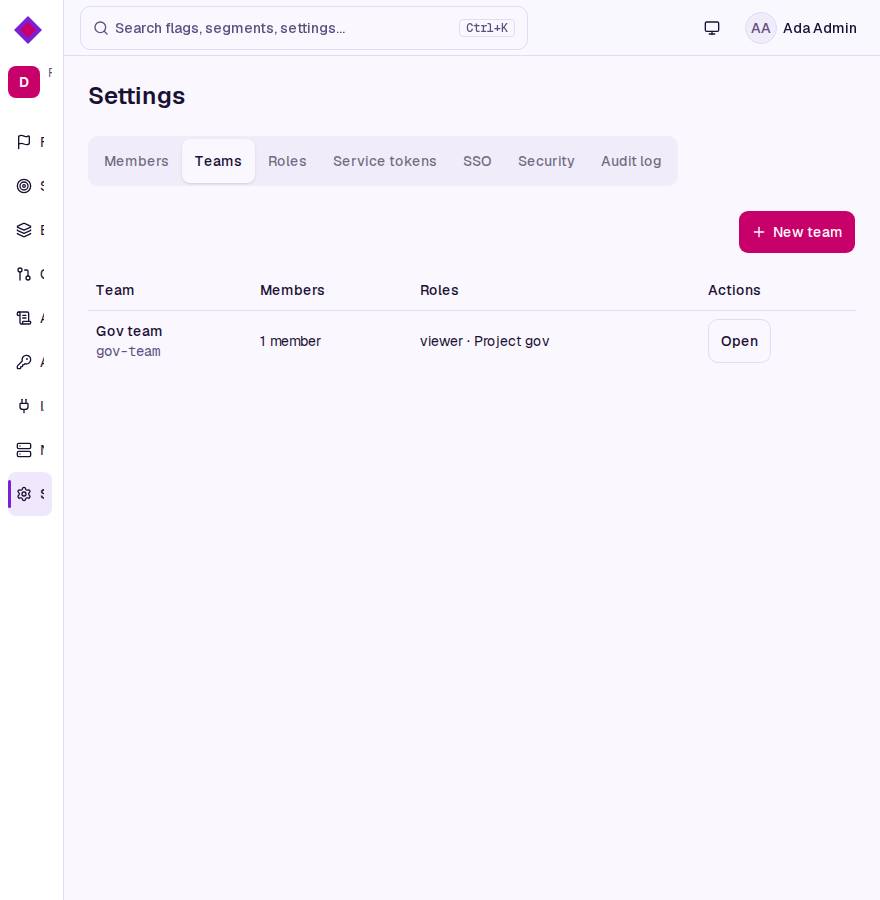 Search flags, segments, settings...
Ctrl+K
AA
Ada Admin
D
Settings
Members
Teams
Roles
Service tokens
SSO
Security
Audit log
New team
Team
Members
Roles
Actions
Gov team
gov-team
1 member
viewer · Project gov
Open